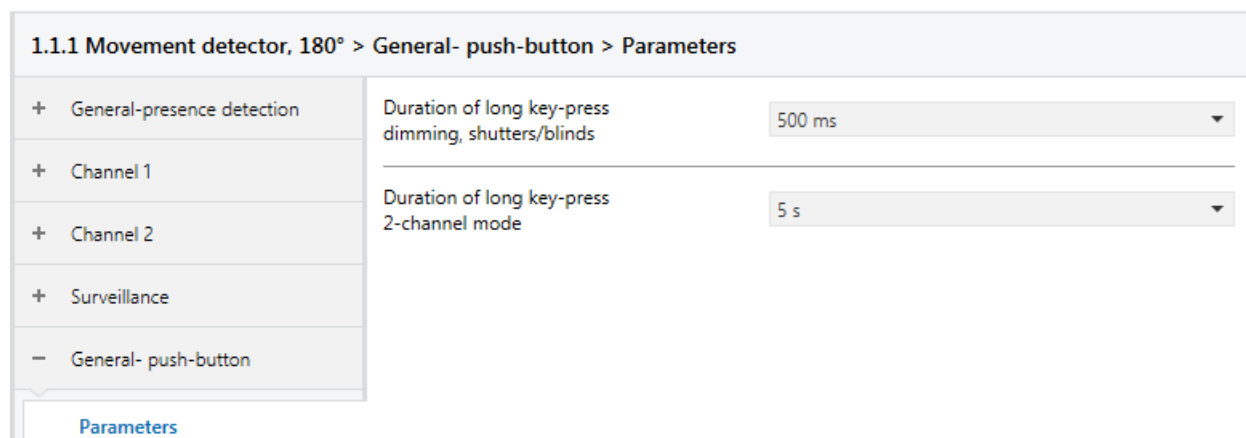 1.1.1 Movement detector, 180° > General- push-button > Parameters
+ General-presence detection
+ Channel 1
+ Channel 2
+ Surveillance
− General- push-button
Parameters
Duration of long key-press
dimming, shutters/blinds
500 ms
Duration of long key-press
2-channel mode
5 s